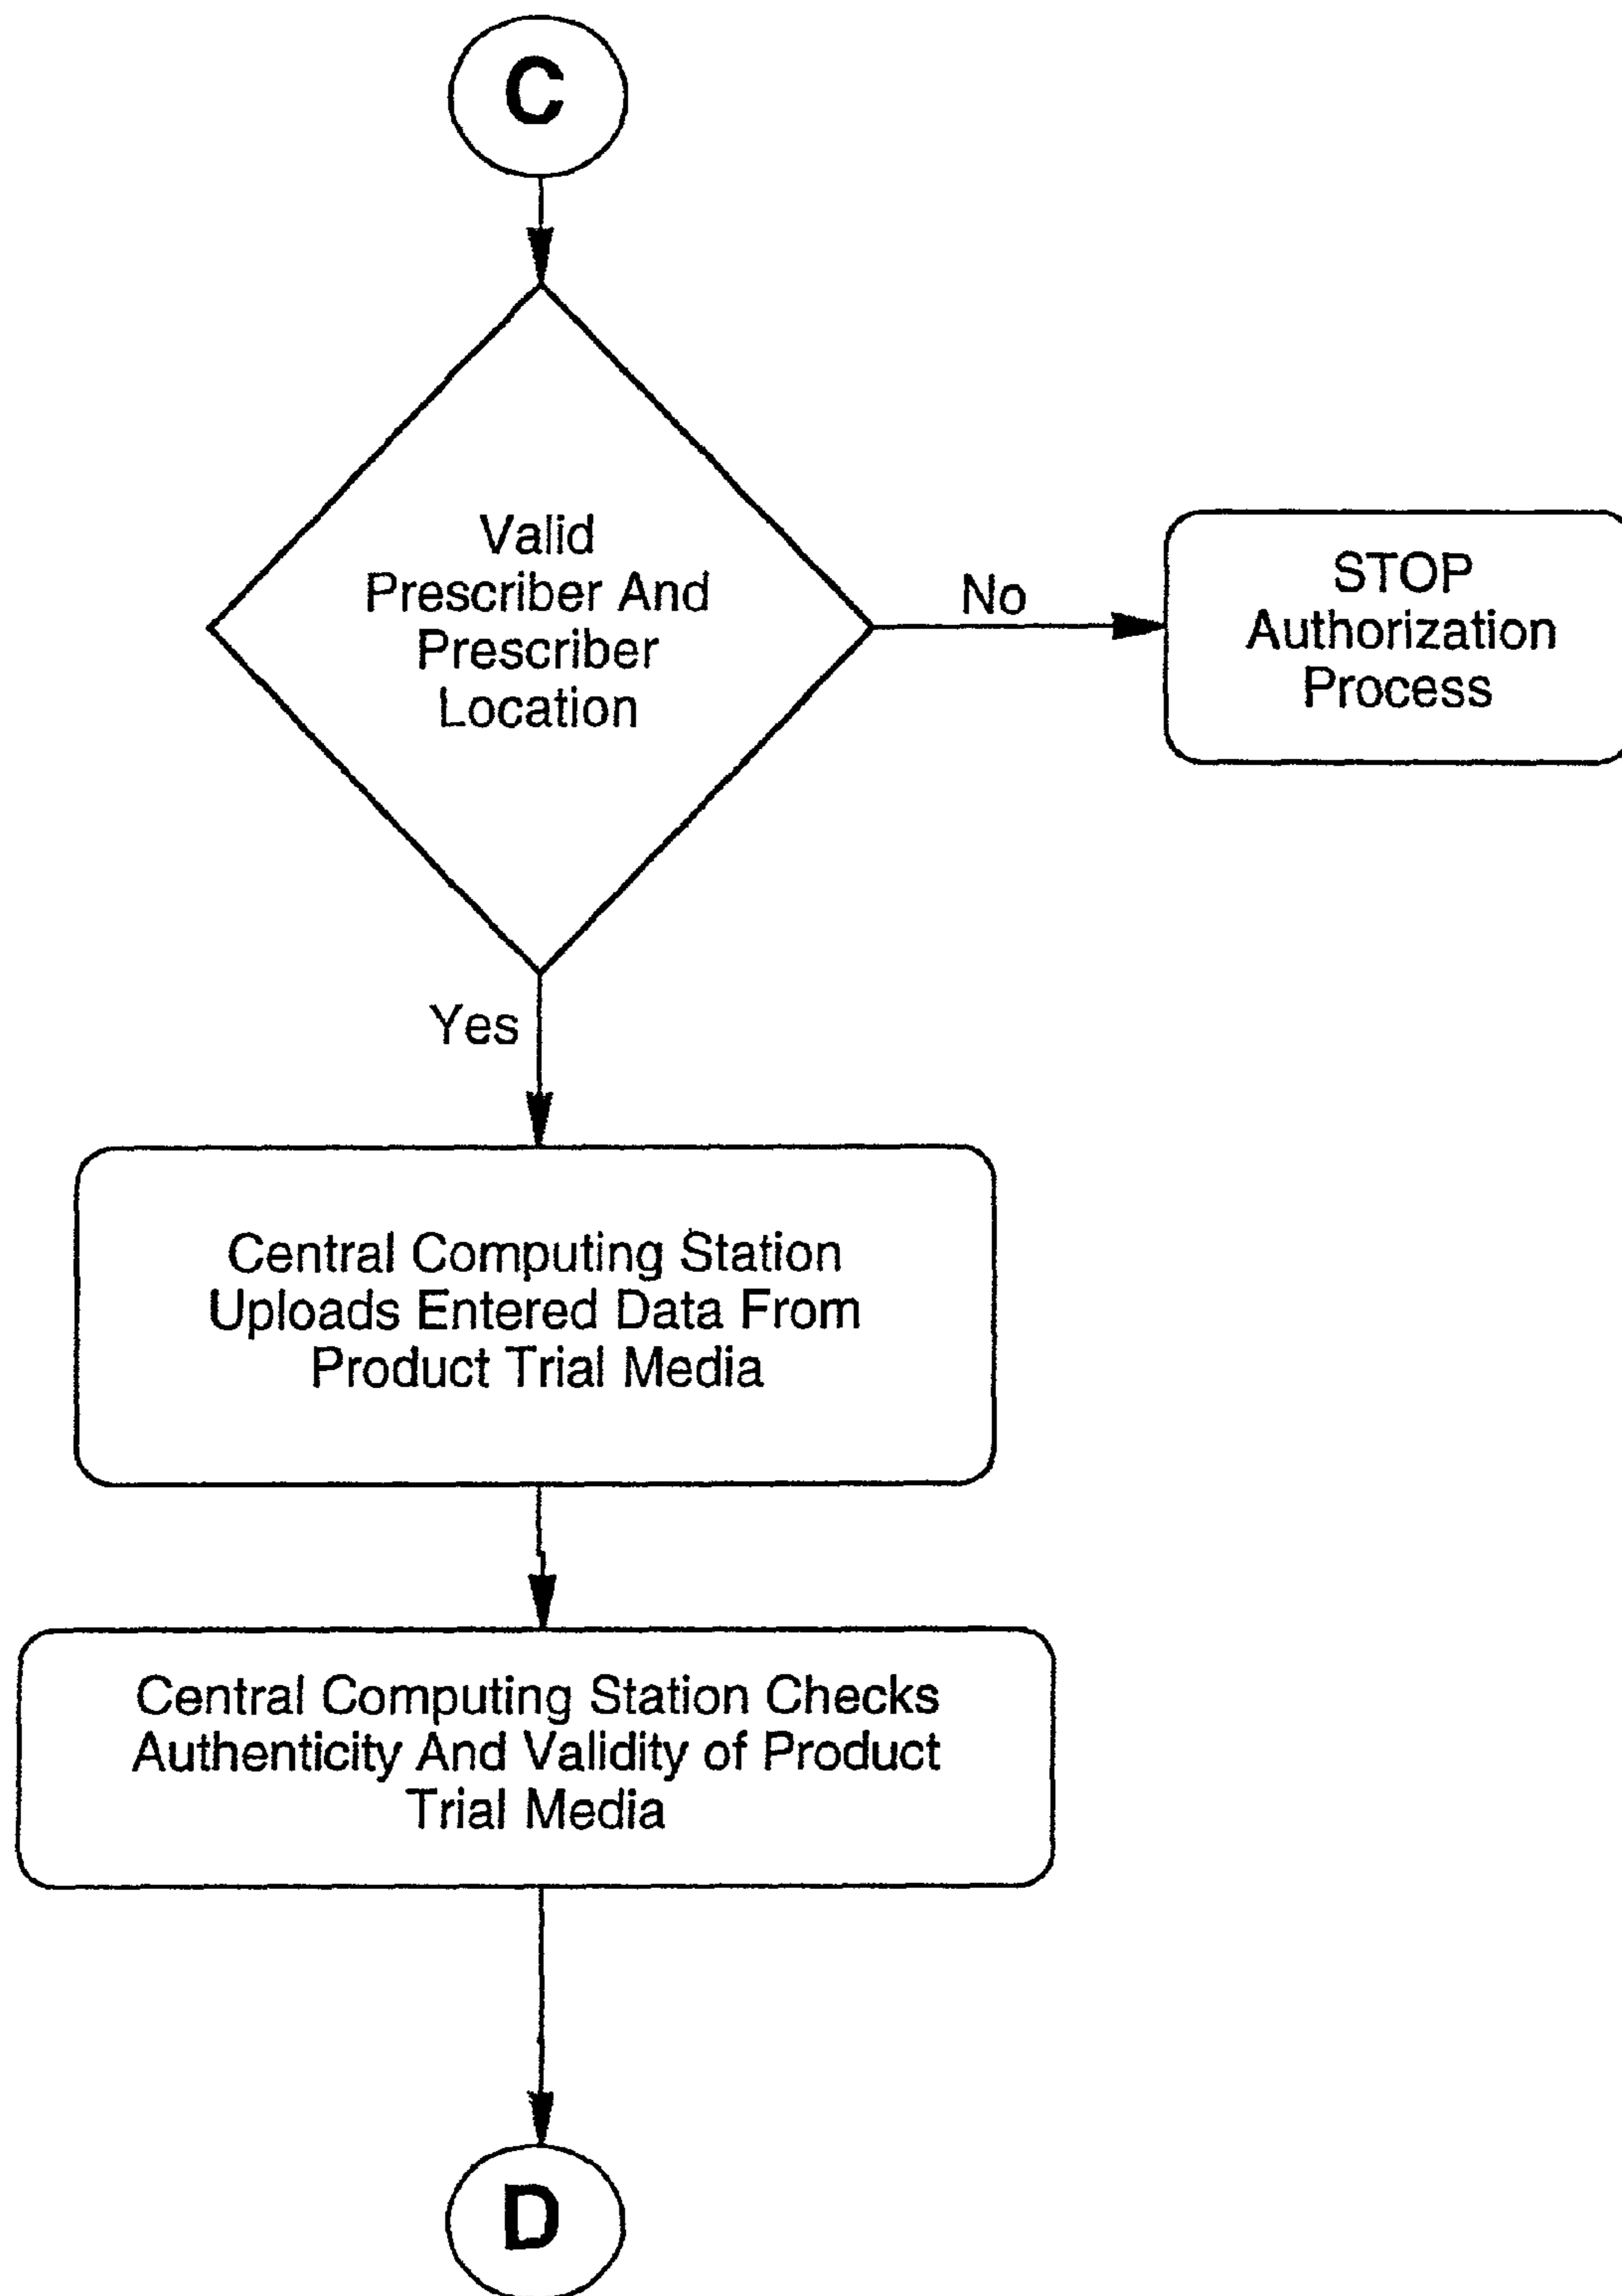 C
Valid
Prescriber And
Prescriber
Location
No
STOP
Authorization
Process
Yes
Central Computing Station
Uploads Entered Data From
Product Trial Media
Central Computing Station Checks
Authenticity And Validity of Product
Trial Media
D